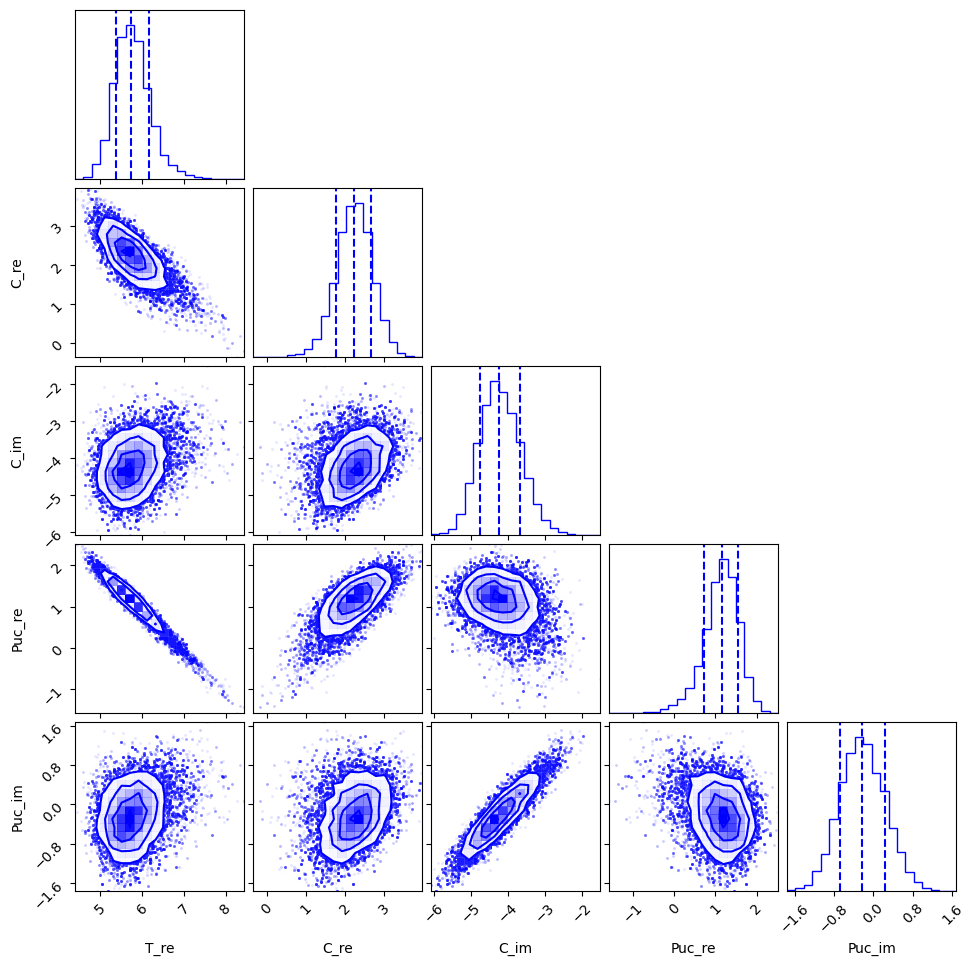 C_re
3
2
1
0
C_im
−2
−3
−4
−5
−6
Puc_re
2
1
0
−1
Puc_im
1.6
0.8
0.0
−0.8
−1.6
5 6 7 8
0 1 2 3
−6 −5 −4 −3 −2
−1 0 1 2
−1.6 −0.8 0.0 0.8 1.6
T_re C_re C_im Puc_re Puc_im